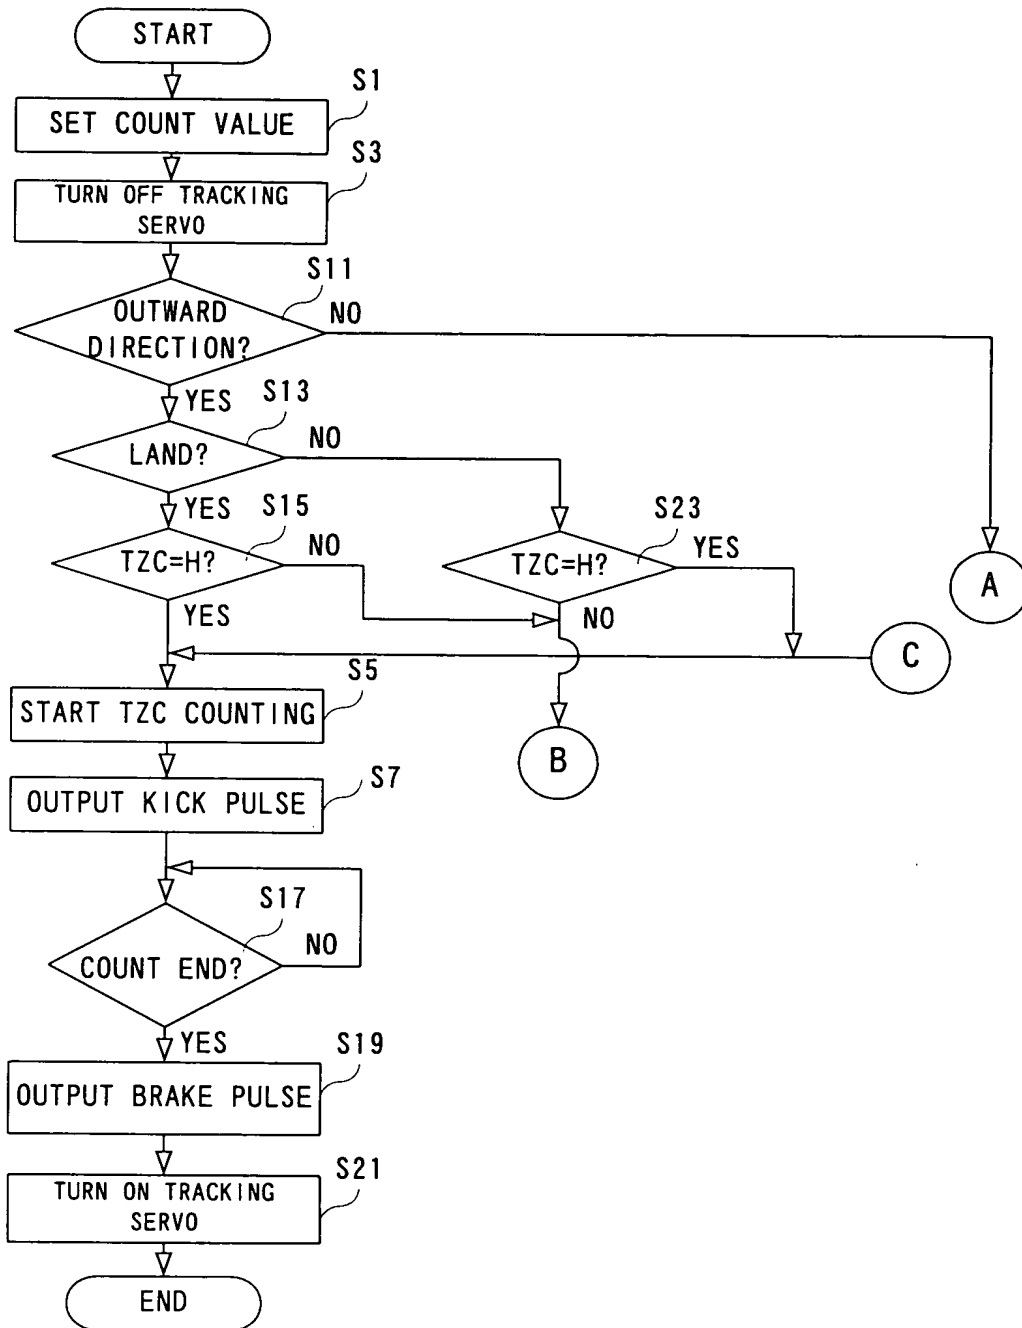 START
S1
SET COUNT VALUE
S3
TURN OFF TRACKING
SERVO
S11
OUTWARD
DIRECTION?
NO
YES
S13
LAND?
NO
YES
S15
TZC=H?
NO
YES
S23
TZC=H?
YES
NO
A
C
S5
START TZC COUNTING
B
S7
OUTPUT KICK PULSE
S17
COUNT END?
NO
YES
S19
OUTPUT BRAKE PULSE
S21
TURN ON TRACKING
SERVO
END